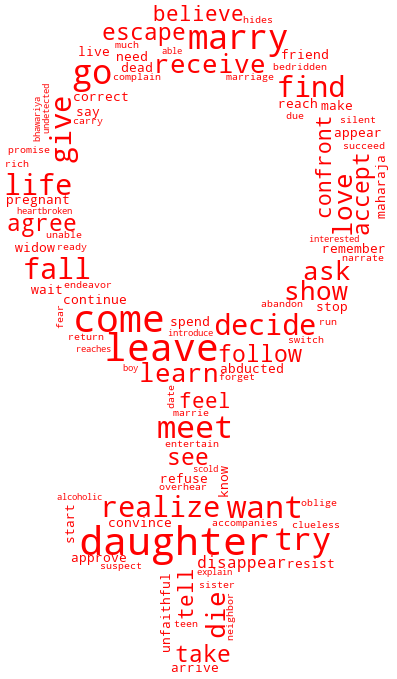 believe
hides
escape
marry
live
much
need
able
receive
friend
dead
bedridden
go
complain
marriage
find
undetected
bhawariya
give
correct
say
carry
reach
make
due
silent
confront
appear
succeed
promise
rich
life
pregnant
heartbroken
love
accept
maharaja
agree
unable
widow
ready
interested
remember
narrate
fall
ask
wait
endeavor
show
continue
abandon
stop
fear
come
spend
decide
run
return
introduce
switch
reaches
leave
follow
boy
learn
abducted
forget
date
feel
marrie
meet
entertain
see
scold
refuse
know
overhear
alcoholic
realize
want
oblige
start
convince
accompanies
clueless
daughter
try
approve
suspect
disappear
resist
explain
unfaithful
tell
sister
teen
die
neighbor
take
arrive